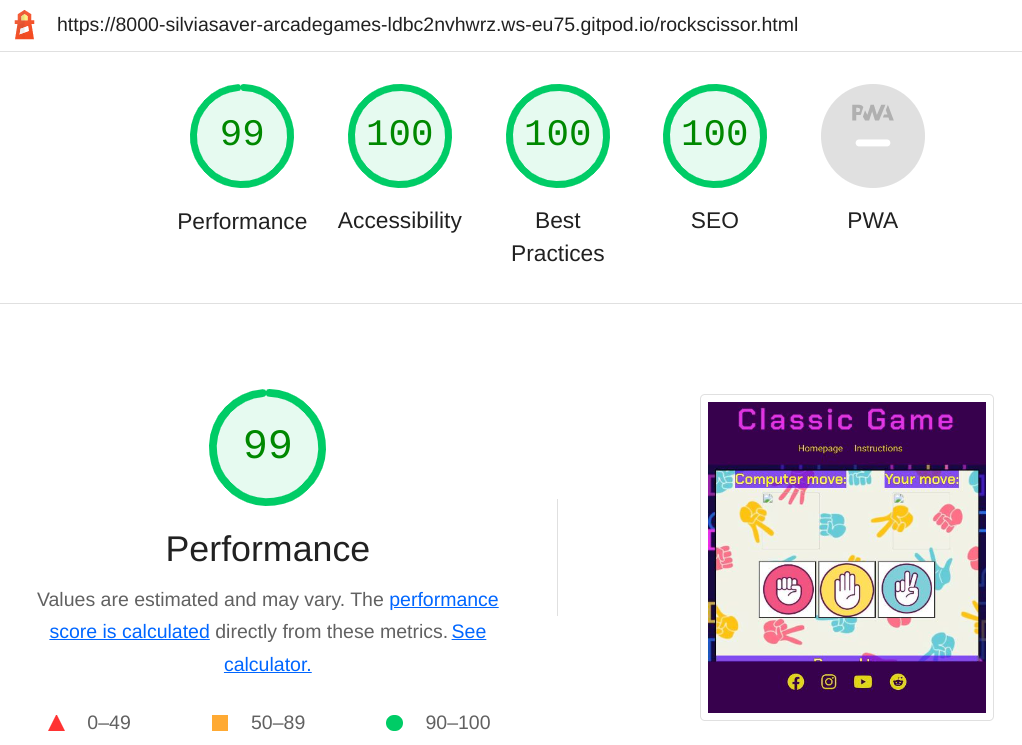 https://8000-silviasaver-arcadegames-ldbc2nvhwrz.ws-eu75.gitpod.io/rockscissor.html
99
100
100
100
PWA
Performance
Accessibility
Best
Practices
SEO
PWA
99
Performance
Values are estimated and may vary. The performance
score is calculated directly from these metrics. See
calculator.
0–49
50–89
90–100
Classic Game
Homepage Instructions
Computer move: Your move: